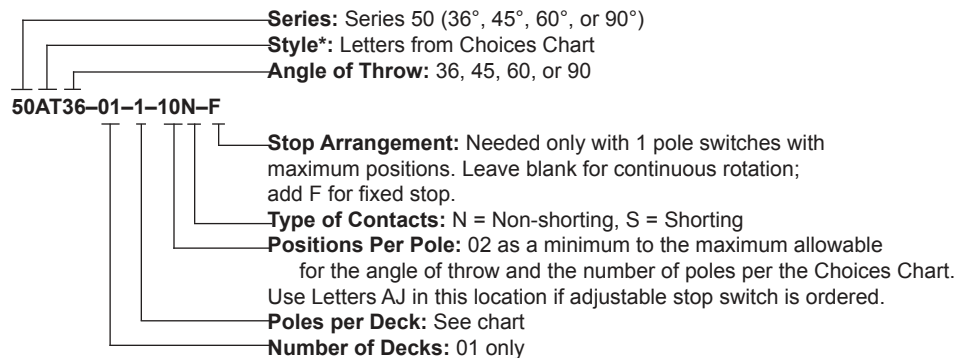 Series: Series 50 (36°, 45°, 60°, or 90°)
Style*: Letters from Choices Chart
Angle of Throw: 36, 45, 60, or 90
50AT36–01–1–10N–F
Stop Arrangement: Needed only with 1 pole switches with
maximum positions. Leave blank for continuous rotation;
add F for fixed stop.
Type of Contacts: N = Non-shorting, S = Shorting
Positions Per Pole: 02 as a minimum to the maximum allowable
for the angle of throw and the number of poles per the Choices Chart.
Use Letters AJ in this location if adjustable stop switch is ordered.
Poles per Deck: See chart
Number of Decks: 01 only